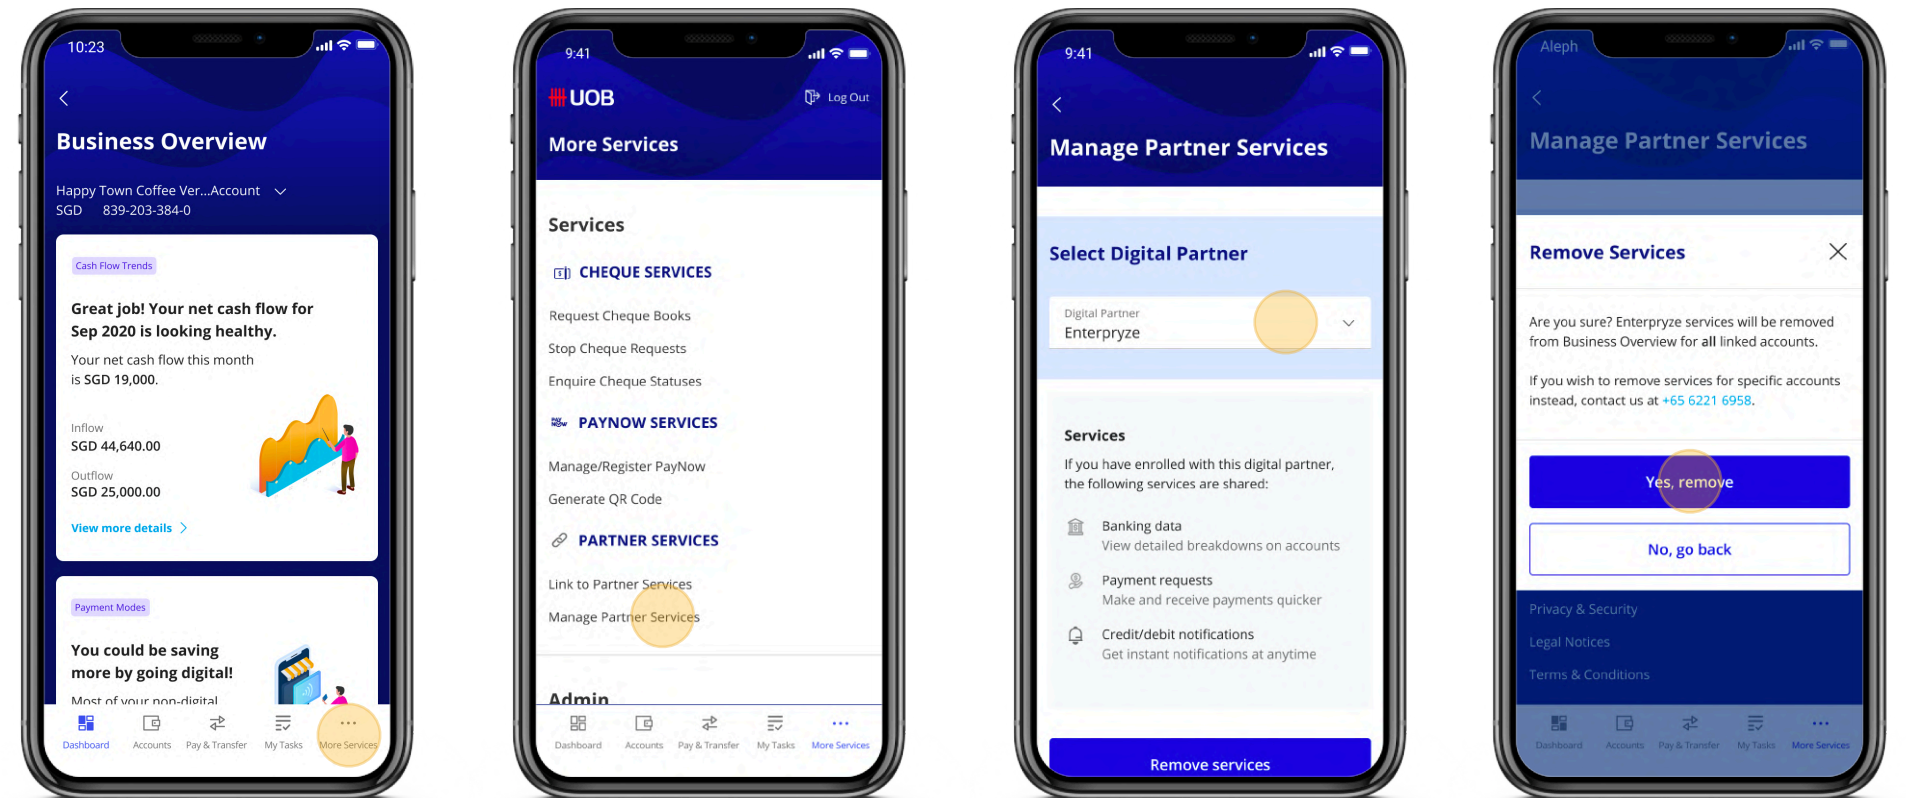 10:23
Business Overview
Happy Town Coffee Ver...Account
SGD 839-203-384-0
Cash Flow Trends
Great job! Your net cash flow for
Sep 2020 is looking healthy.
Your net cash flow this month
is SGD 19,000.
Inflow
SGD 44,640.00
Outflow
SGD 25,000.00
View more details
Payment Modes
You could be saving
more by going digital!
Most of your non-digital
Dashboard Accounts Pay & Transfer My Tasks More Services
9:41
UOB Log Out
More Services
Services
CHEQUE SERVICES
Request Cheque Books
Stop Cheque Requests
Enquire Cheque Statuses
PAY NOW PAYNOW SERVICES
Manage/Register PayNow
Generate QR Code
PARTNER SERVICES
Link to Partner Services
Manage Partner Services
Admin
Dashboard Accounts Pay & Transfer My Tasks More Services
9:41
Manage Partner Services
Select Digital Partner
Digital Partner
Enterpryze
Services
If you have enrolled with this digital partner,
the following services are shared:
Banking data
View detailed breakdowns on accounts
Payment requests
Make and receive payments quicker
Credit/debit notifications
Get instant notifications at anytime
Remove services
Aleph
Manage Partner Services
Remove Services
Are you sure? Enterpryze services will be removed
from Business Overview for all linked accounts.
If you wish to remove services for specific accounts
instead, contact us at +65 6221 6958.
Yes, remove
No, go back
Privacy & Security
Legal Notices
Terms & Conditions
Dashboard Accounts Pay & Transfer My Tasks More Services